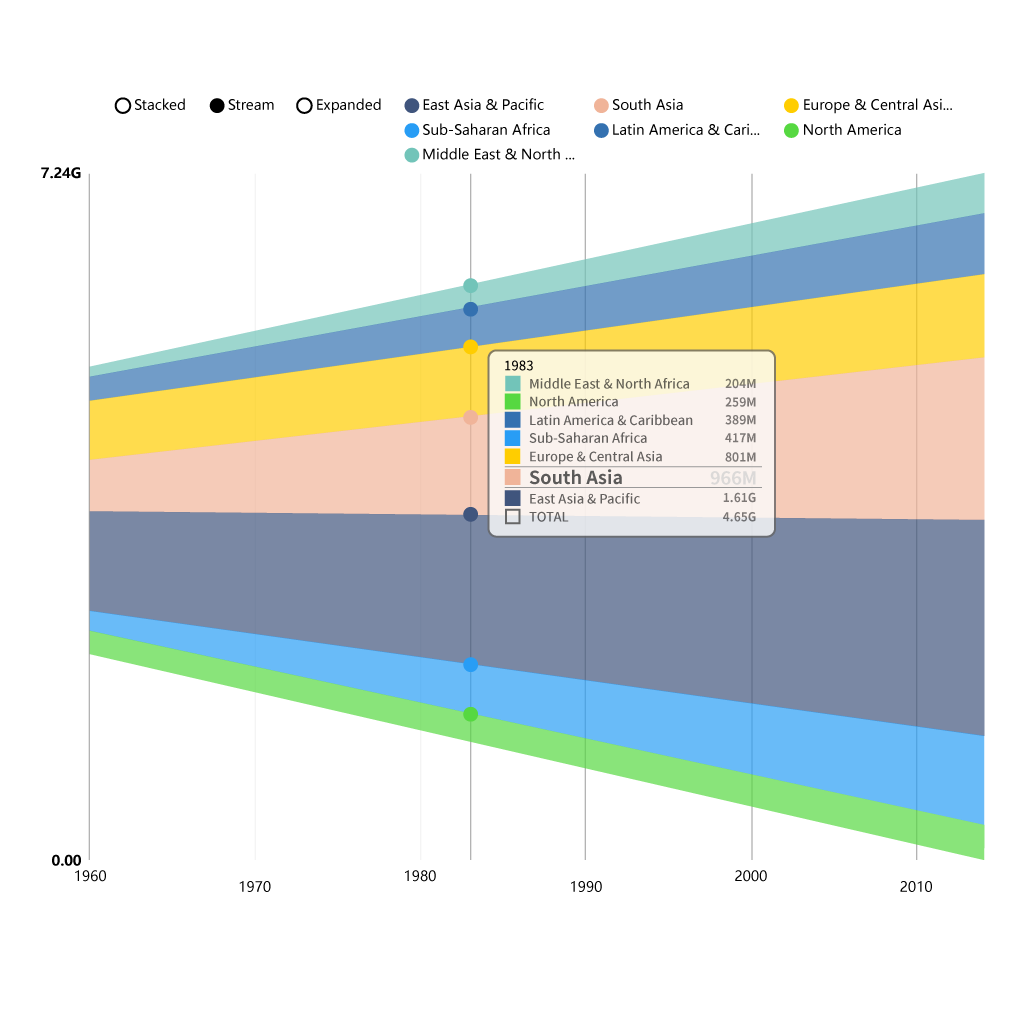 Stacked Stream Expanded East Asia & Pacific South Asia Europe & Central Asi...
Sub-Saharan Africa Latin America & Cari... North America
Middle East & North ...
7.24G
1983
Middle East & North Africa 204M
North America 259M
Latin America & Caribbean 389M
Sub-Saharan Africa 417M
Europe & Central Asia 801M
South Asia 966M
East Asia & Pacific 1.61G
TOTAL 4.65G
0.00
1960 1970 1980 1990 2000 2010